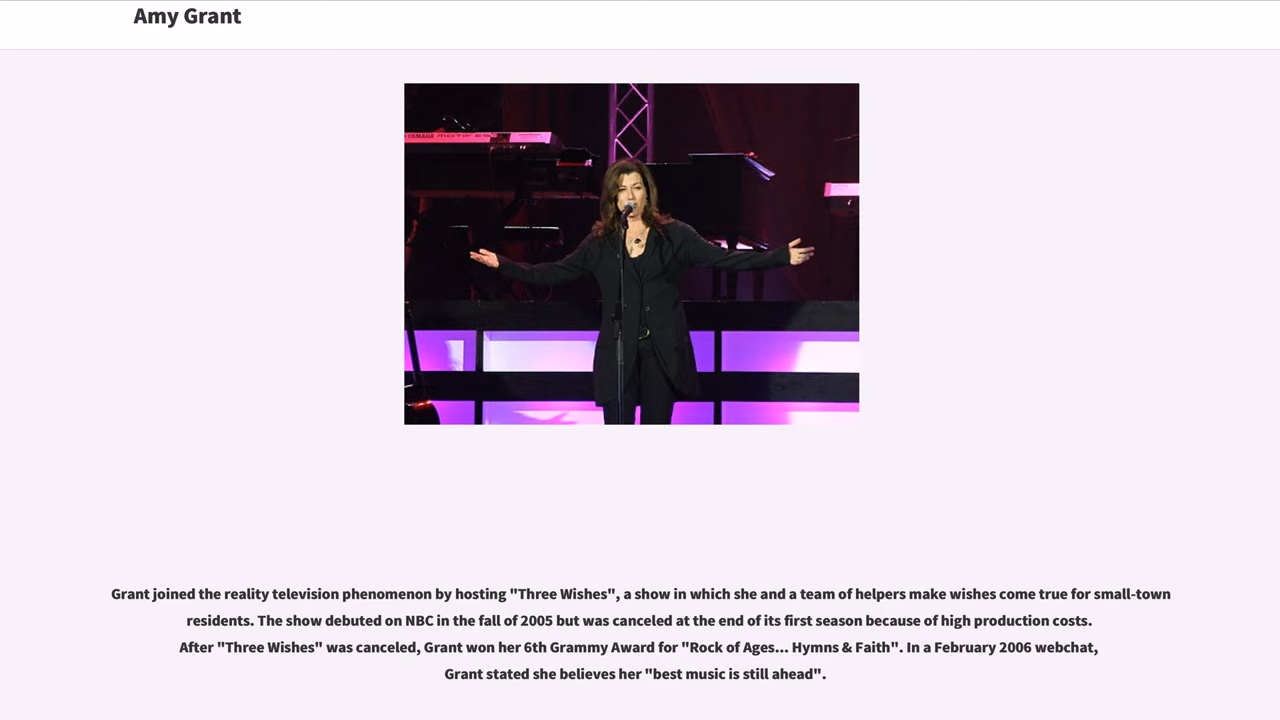 Amy Grant
YAMAHA MOTIF ES
Grant joined the reality television phenomenon by hosting "Three Wishes", a show in which she and a team of helpers make wishes come true for small-town
residents. The show debuted on NBC in the fall of 2005 but was canceled at the end of its first season because of high production costs.
After "Three Wishes" was canceled, Grant won her 6th Grammy Award for "Rock of Ages... Hymns & Faith". In a February 2006 webchat,
Grant stated she believes her "best music is still ahead".